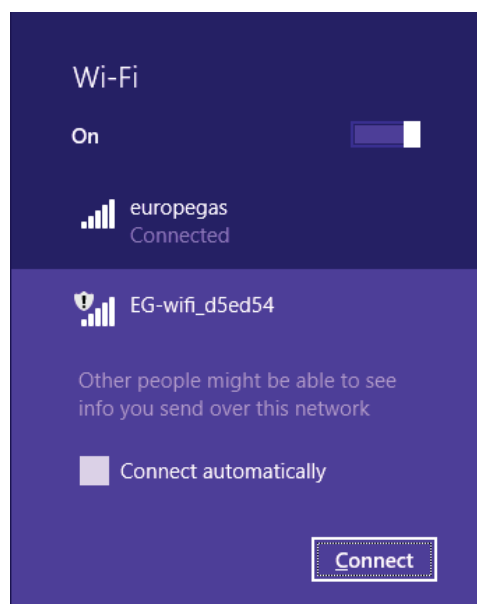 Wi-Fi
On
europegas
Connected
EG-wifi_d5ed54
Other people might be able to see
info you send over this network
Connect automatically
Connect